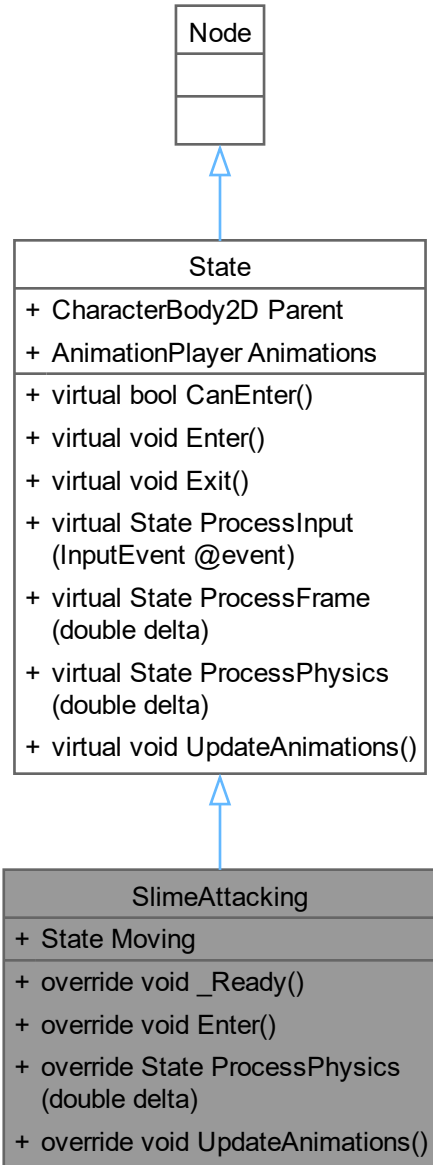 Node
State
+ CharacterBody2D Parent
+ AnimationPlayer Animations
+ virtual bool CanEnter()
+ virtual void Enter()
+ virtual void Exit()
+ virtual State ProcessInput
(InputEvent @event)
+ virtual State ProcessFrame
(double delta)
+ virtual State ProcessPhysics
(double delta)
+ virtual void UpdateAnimations()
SlimeAttacking
+ State Moving
+ override void _Ready()
+ override void Enter()
+ override State ProcessPhysics
(double delta)
+ override void UpdateAnimations()